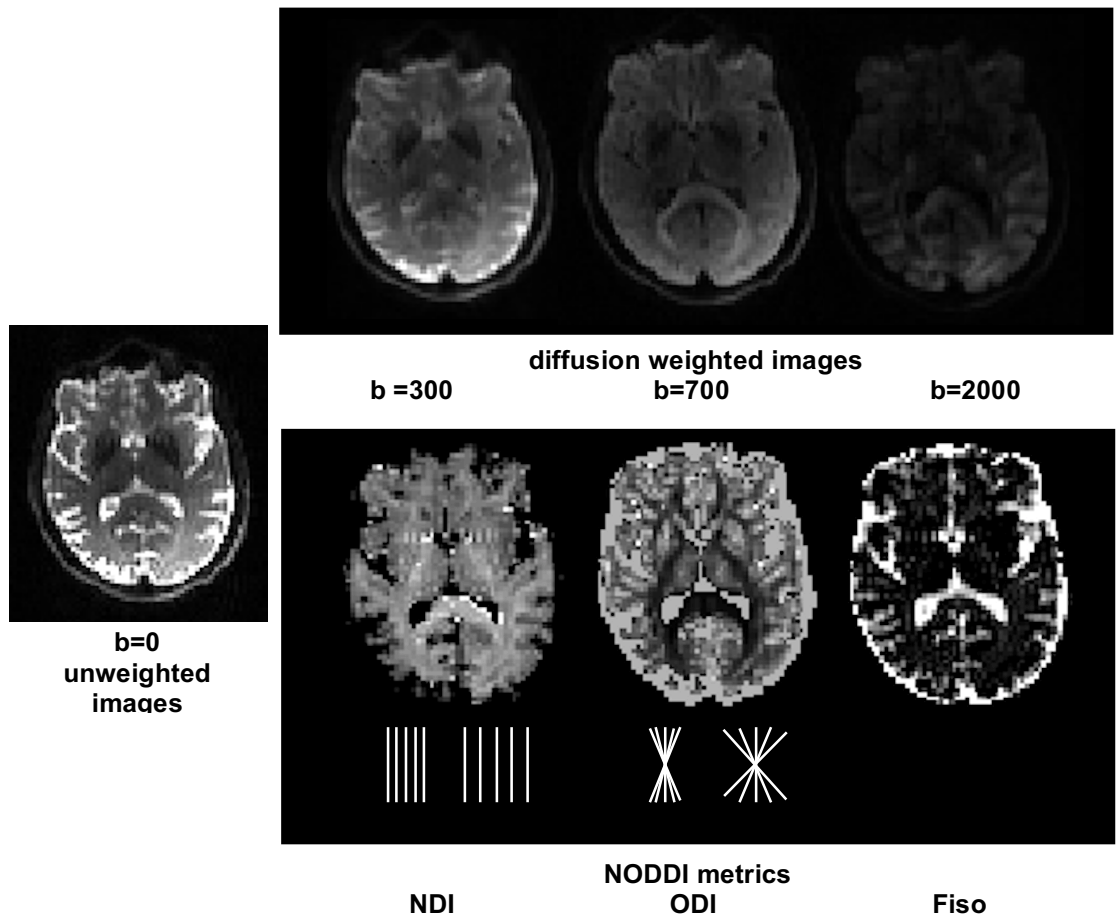 diffusion weighted images
b =300 b=700 b=2000
b=0
unweighted
images
NODDI metrics
NDI ODI Fiso